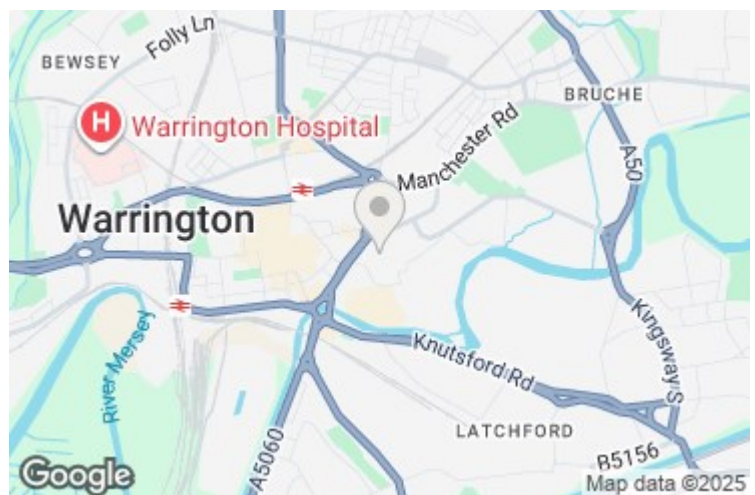 Folly Ln
BEWSEY
BRUCHE
H
Warrington Hospital
Manchester Rd
A50
Warrington
River Mersey
Kingsway S
Knutsford Rd
LATCHFORD
A5060
B5156
Google
Map data ©2025